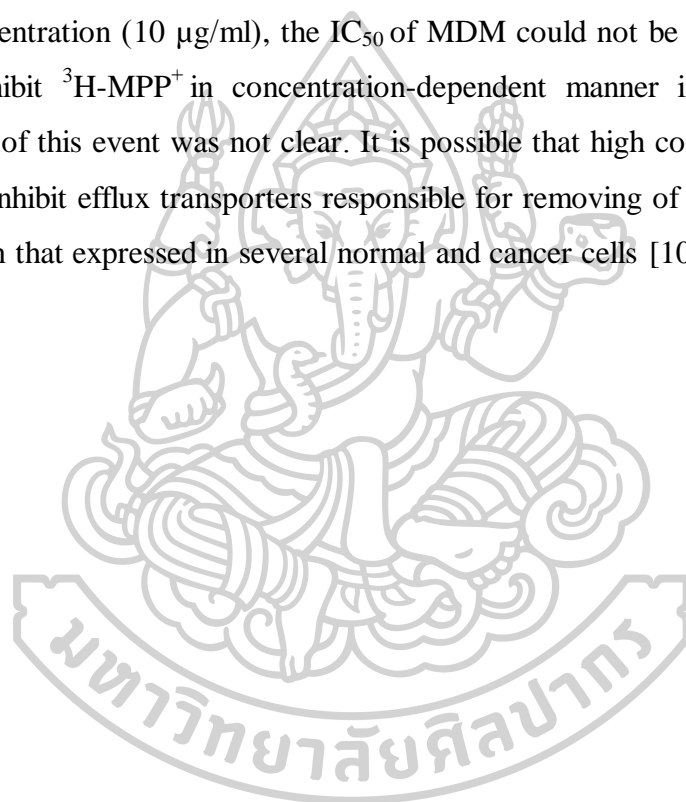 entration (10 µg/ml), the IC₅₀ of MDM could not be
hibit ³H-MPP⁺ in concentration-dependent manner i
of this event was not clear. It is possible that high co
nhibit efflux transporters responsible for removing of
n that expressed in several normal and cancer cells [10
มหาวิทยาลัยศิลปากร